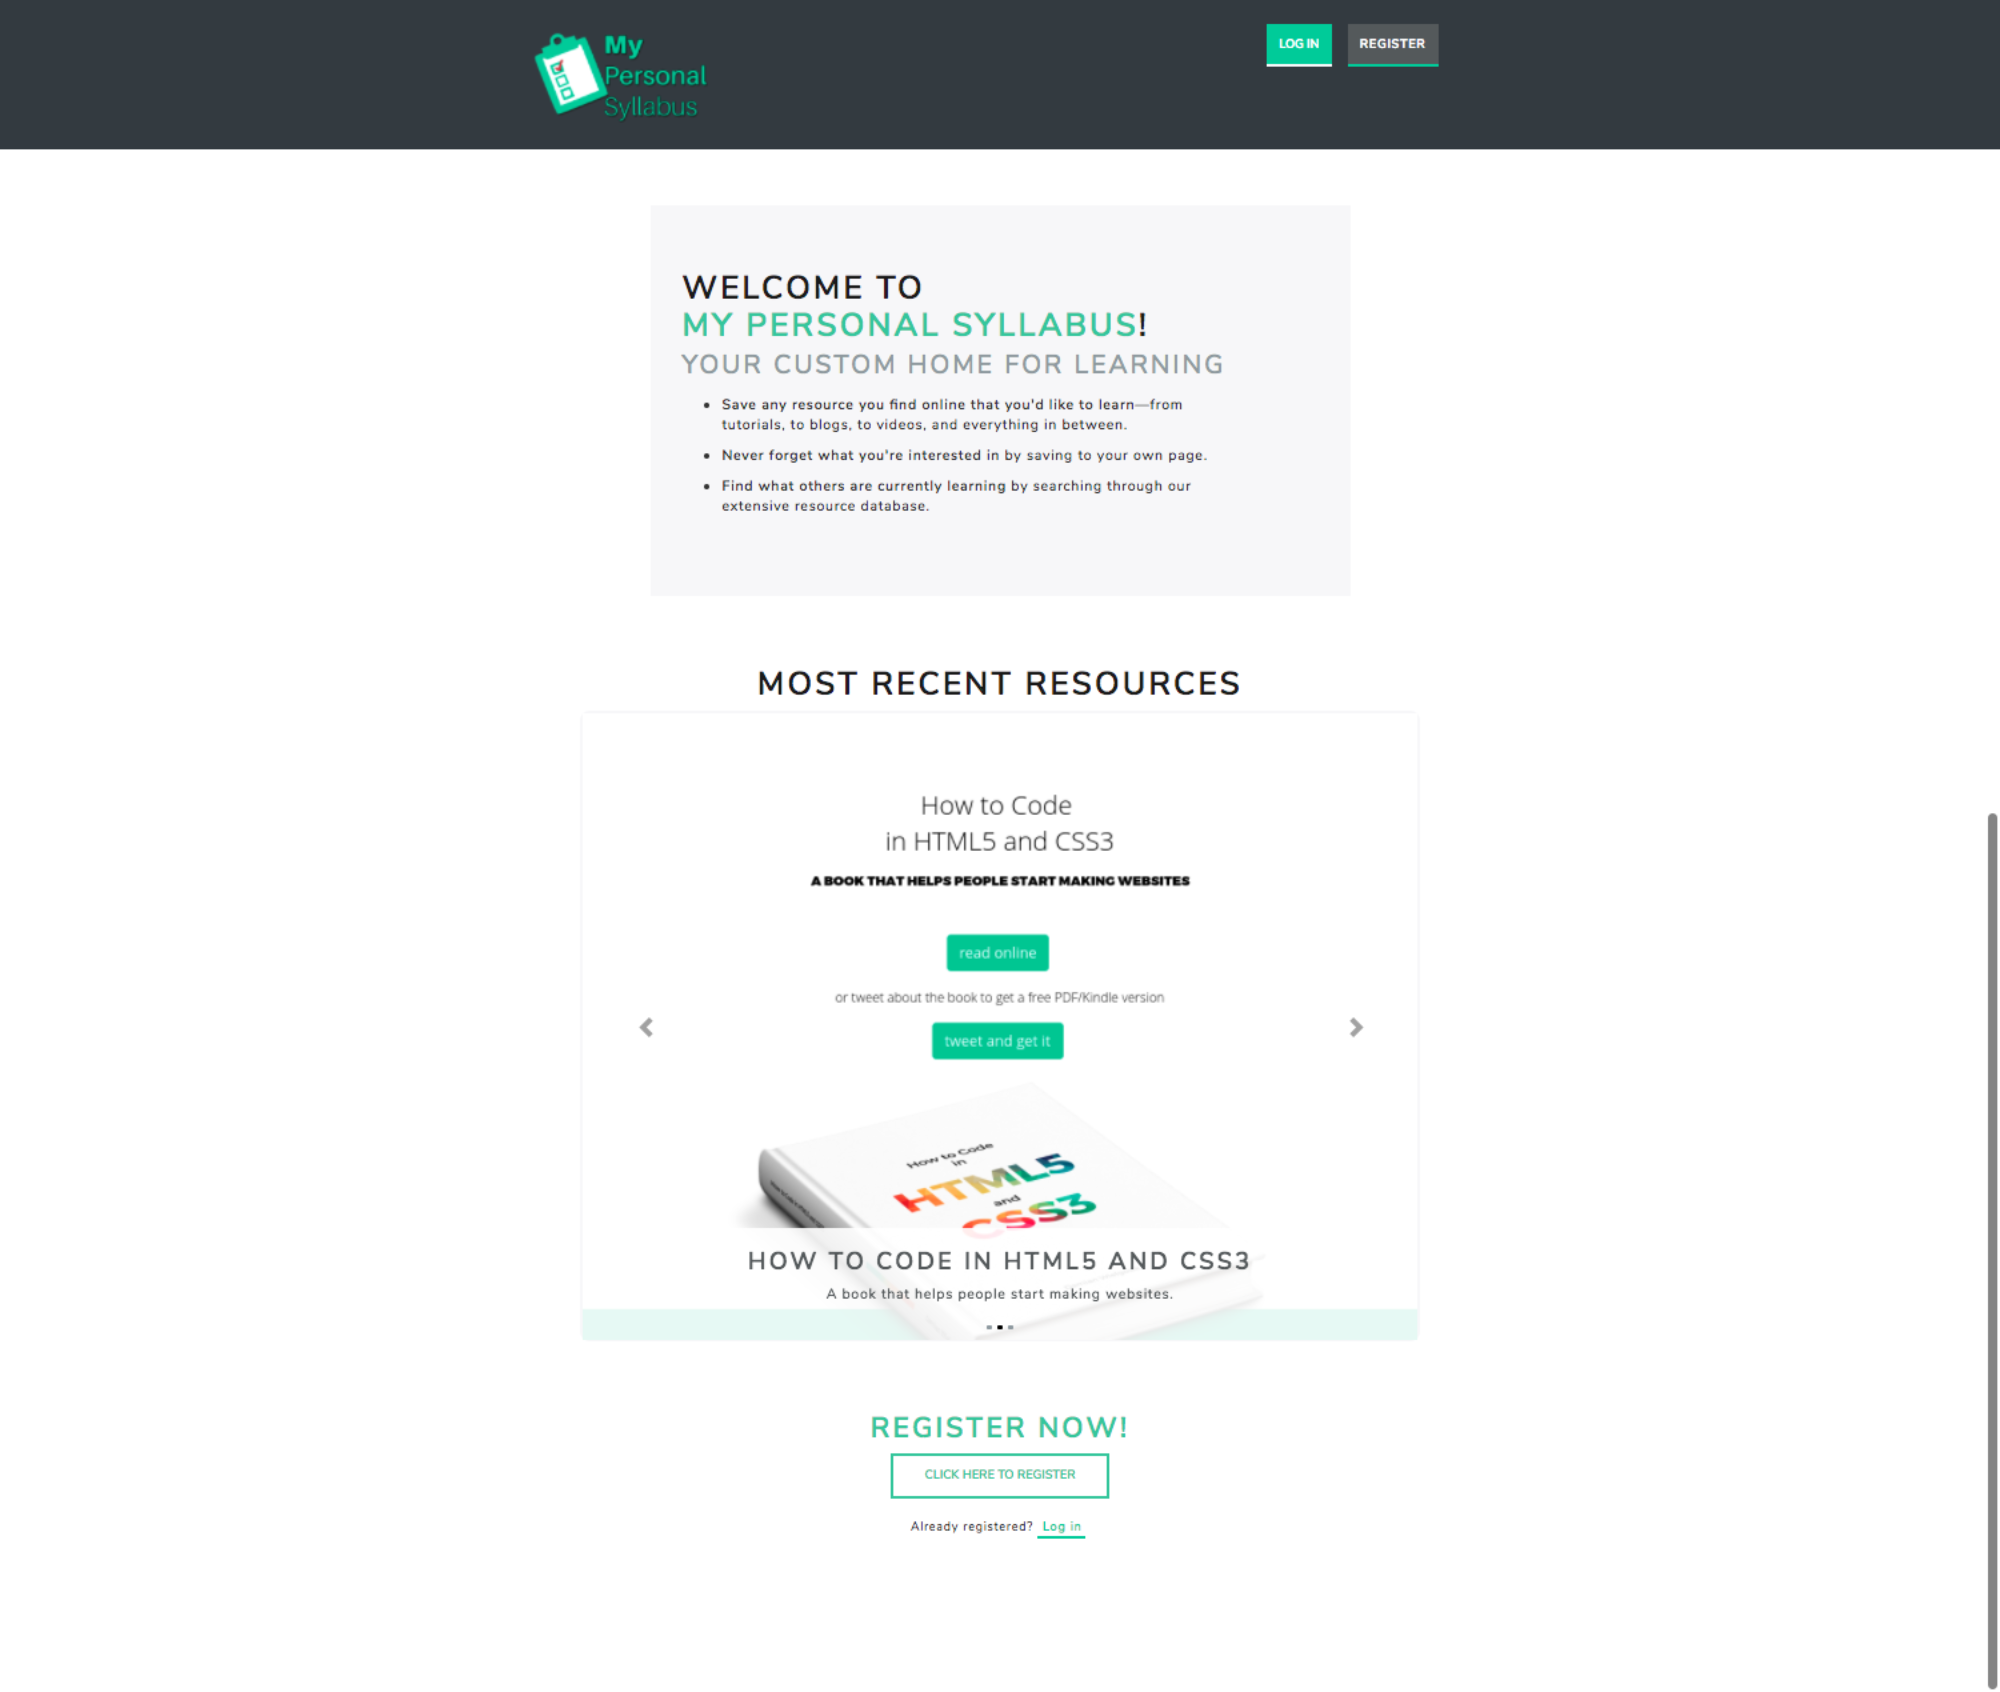 My
Personal
Syllabus
LOG IN
REGISTER
WELCOME TO
MY PERSONAL SYLLABUS!
YOUR CUSTOM HOME FOR LEARNING
• Save any resource you find online that you'd like to learn—from
tutorials, to blogs, to videos, and everything in between.
• Never forget what you're interested in by saving to your own page.
• Find what others are currently learning by searching through our
extensive resource database.
MOST RECENT RESOURCES
How to Code
in HTML5 and CSS3
A BOOK THAT HELPS PEOPLE START MAKING WEBSITES
read online
or tweet about the book to get a free PDF/Kindle version
tweet and get it
How to Code
in
HTML5
and
CSS3
HOW TO CODE IN HTML5 AND CSS3
A book that helps people start making websites.
REGISTER NOW!
CLICK HERE TO REGISTER
Already registered? Log in